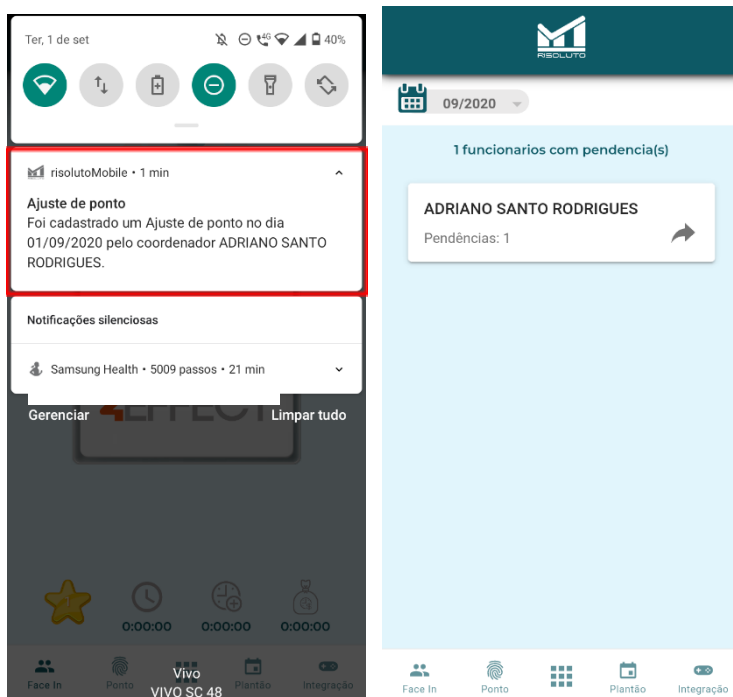 Ter, 1 de set
4G
40%
risolutoMobile • 1 min
Ajuste de ponto
Foi cadastrado um Ajuste de ponto no dia
01/09/2020 pelo coordenador ADRIANO SANTO
RODRIGUES.
Notificações silenciosas
Samsung Health • 5009 passos • 21 min
Gerenciar
Limpar tudo
4EFFECT
0:00:00
0:00:00
0:00:00
Face In
Ponto
Plantão
Integração
Vivo
VIVO SC 48
RISOLUTO
09/2020
1 funcionarios com pendencia(s)
ADRIANO SANTO RODRIGUES
Pendências: 1
Face In
Ponto
Plantão
Integração